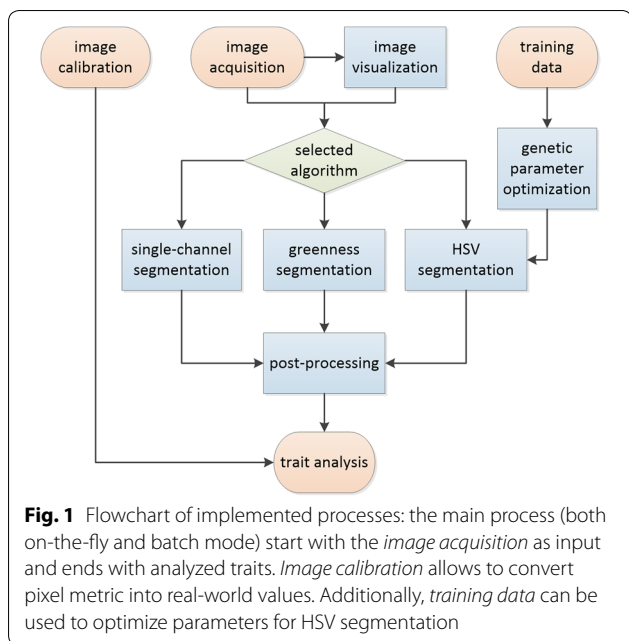 image
calibration
image
acquisition
image
visualization
training
data
selected
algorithm
genetic
parameter
optimization
single-channel
segmentation
greenness
segmentation
HSV
segmentation
post-processing
trait analysis
Fig. 1 Flowchart of implemented processes: the main process (both
on-the-fly and batch mode) start with the image acquisition as input
and ends with analyzed traits. Image calibration allows to convert
pixel metric into real-world values. Additionally, training data can be
used to optimize parameters for HSV segmentation